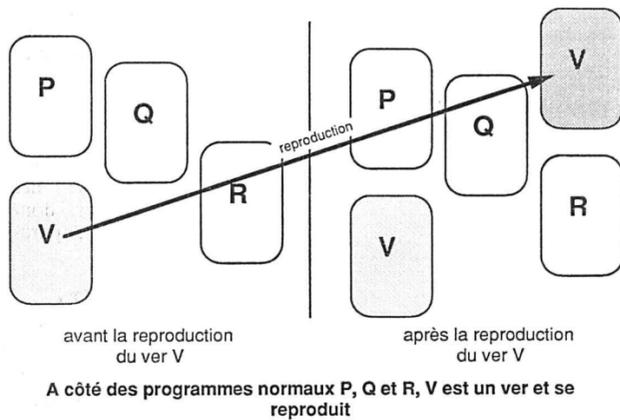 P
Q
R
V
reproduction
P
Q
V
R
V
avant la reproduction
du ver V
après la reproduction
du ver V
A côté des programmes normaux P, Q et R, V est un ver et se
reproduit